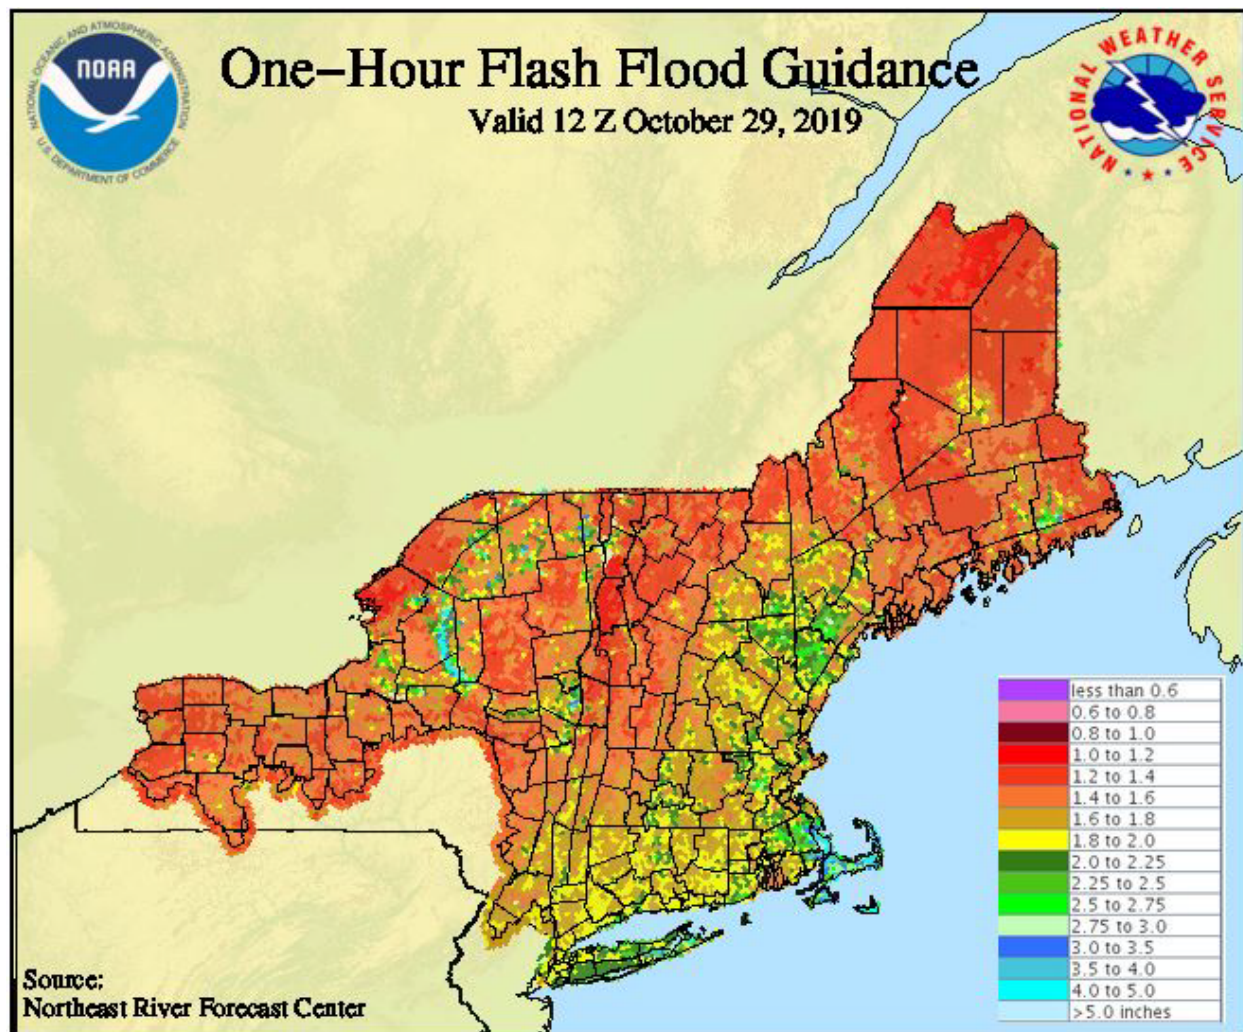 One-Hour Flash Flood Guidance
Valid 12 Z October 29, 2019
NATIONAL OCEANIC AND ATMOSPHERIC ADMINISTRATION
NOAA
U.S. DEPARTMENT OF COMMERCE
NATIONAL WEATHER SERVICE
less than 0.6
0.6 to 0.8
0.8 to 1.0
1.0 to 1.2
1.2 to 1.4
1.4 to 1.6
1.6 to 1.8
1.8 to 2.0
2.0 to 2.25
2.25 to 2.5
2.5 to 2.75
2.75 to 3.0
3.0 to 3.5
3.5 to 4.0
4.0 to 5.0
>5.0 inches
Source:
Northeast River Forecast Center